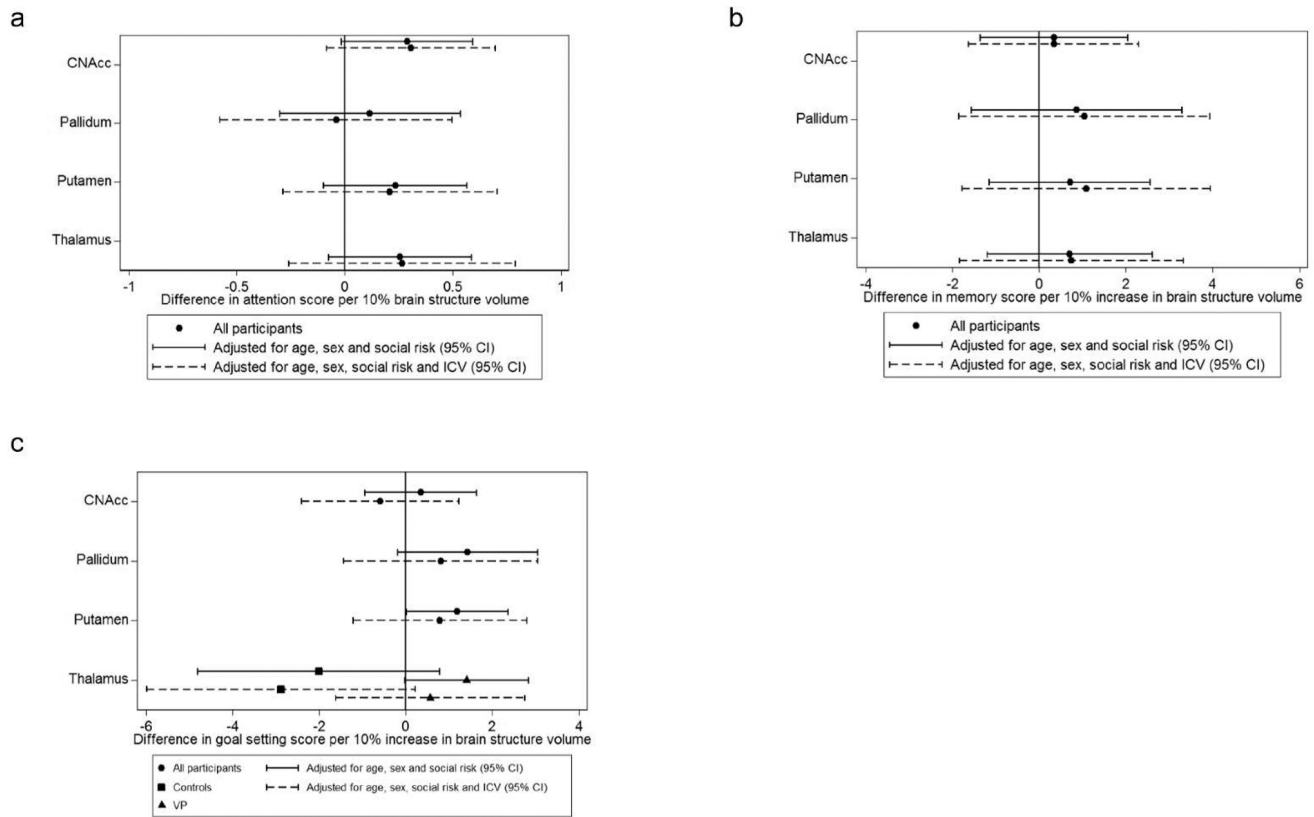 a
CNAcc
Pallidum
Putamen
Thalamus
-1 -0.5 0 0.5 1
Difference in attention score per 10% brain structure volume
All participants
Adjusted for age, sex and social risk (95% CI)
Adjusted for age, sex, social risk and ICV (95% CI)
b
CNAcc
Pallidum
Putamen
Thalamus
-4 -2 0 2 4 6
Difference in memory score per 10% increase in brain structure volume
All participants
Adjusted for age, sex and social risk (95% CI)
Adjusted for age, sex, social risk and ICV (95% CI)
c
CNAcc
Pallidum
Putamen
Thalamus
-6 -4 -2 0 2 4
Difference in goal setting score per 10% increase in brain structure volume
All participants Adjusted for age, sex and social risk (95% CI)
Controls Adjusted for age, sex, social risk and ICV (95% CI)
VP